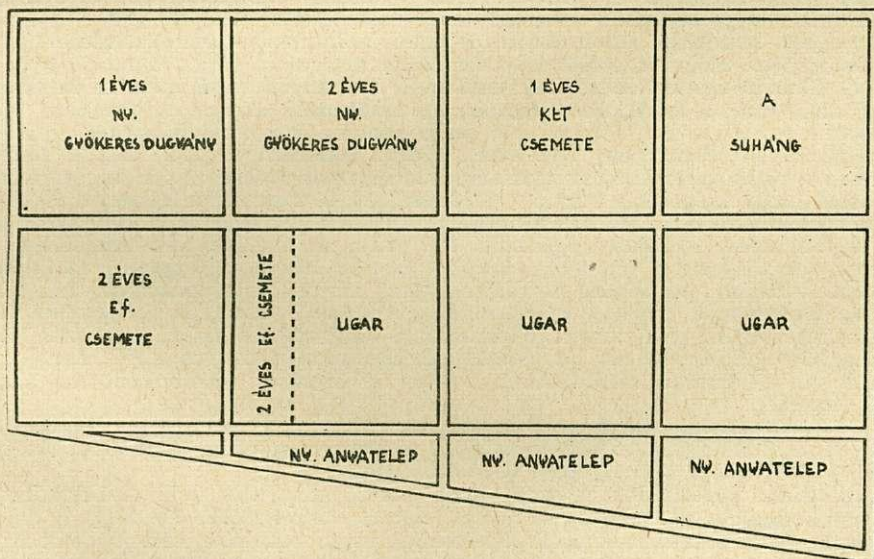 1 ÉVES
NY.
GYÖKERES DUGVÁNY
2 ÉVES
NY.
GYÖKERES DUGVÁNY
1 ÉVES
KLT
CSEMETE
A
SUHÁNG
2 ÉVES
Ef.
CSEMETE
2 ÉVES Ef. CSEMETE
UGAR
UGAR
UGAR
NY. ANYATELEP
NY. ANYATELEP
NY. ANYATELEP